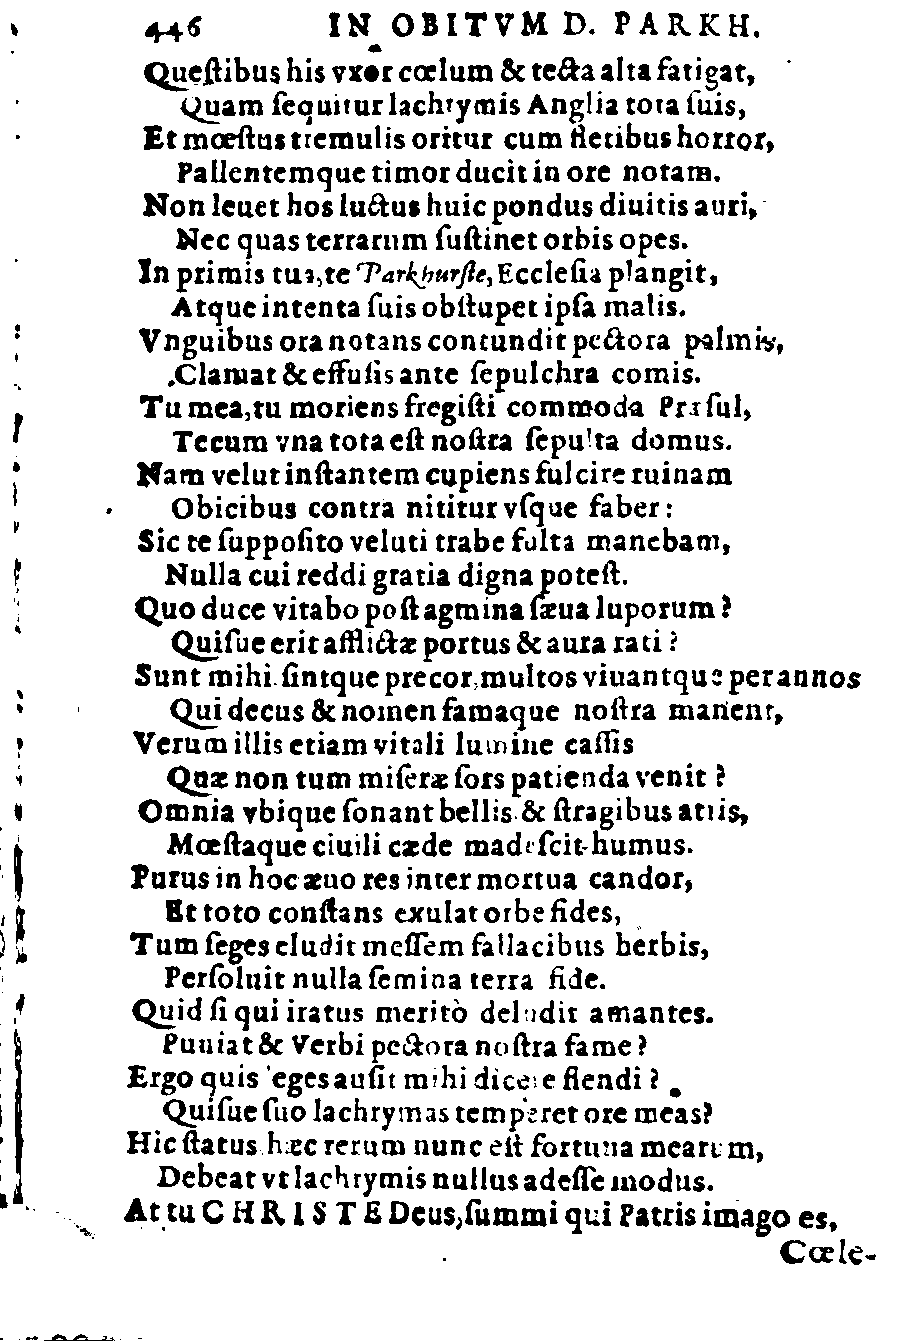 446 IN OBITVM D. PARKH.
Queſtibus his vxor cœlum & tecta alta fatigat,
Quam ſequitur lachrymis Anglia tota ſuis,
Et mœſtus tremulis oritur cum fletibus horror,
Pallentemque timor ducit in ore notam.
Non leuet hos luctus huic pondus diuitis auri,
Nec quas terrarum ſuſtinet orbis opes.
In primis tua, te Parkhurſte, Eccleſia plangit,
Atque intenta ſuis obſtupet ipſa malis.
Vnguibus ora notans contundit pectora palmis,
Clamat & effuſis ante ſepulchra comis.
Tu mea, tu moriens fregiſti commoda Præſul,
Tecum vna tota eſt noſtra ſepulta domus.
Nam velut inſtantem cupiens fulcire ruinam
Obicibus contra nititur vſque faber:
Sic te ſuppoſito veluti trabe fulta manebam,
Nulla cui reddi gratia digna poteſt.
Quo duce vitabo poſt agmina ſæua luporum?
Quiſue erit afflictæ portus & aura rati?
Sunt mihi ſintque precor, multos viuantque per annos
Qui decus & nomen famaque noſtra manent,
Verum illis etiam vitali lumine caſſis
Quæ non tum miſeræ ſors patienda venit?
Omnia vbique ſonant bellis & ſtragibus atris,
Mœſtaque ciuili cæde madeſcit humus.
Purus in hoc æuo res inter mortua candor,
Et toto conſtans exulat orbe fides,
Tum ſeges eludit meſſem fallacibus herbis,
Perſoluit nulla ſemina terra fide.
Quid ſi qui iratus meritò deludit amantes.
Puniat & Verbi pectora noſtra fame?
Ergo quis leges auſit mihi dicere flendi?
Quiſue ſuo lachrymas temperet ore meas?
Hic ſtatus hæc rerum nunc eſt fortuna mearum,
Debeat vt lachrymis nullus adeſſe modus.
At tu CHRISTE Deus, ſummi qui Patris imago es,
Cœle-